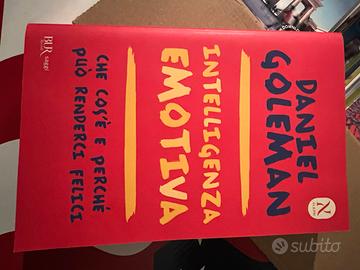 DANIEL
GOLEMAN
INTELLIGENZA
EMOTIVA
CHE COS'È E PERCHÉ
PUÒ RENDERCI FELICI
BUR
saggi
N
subito